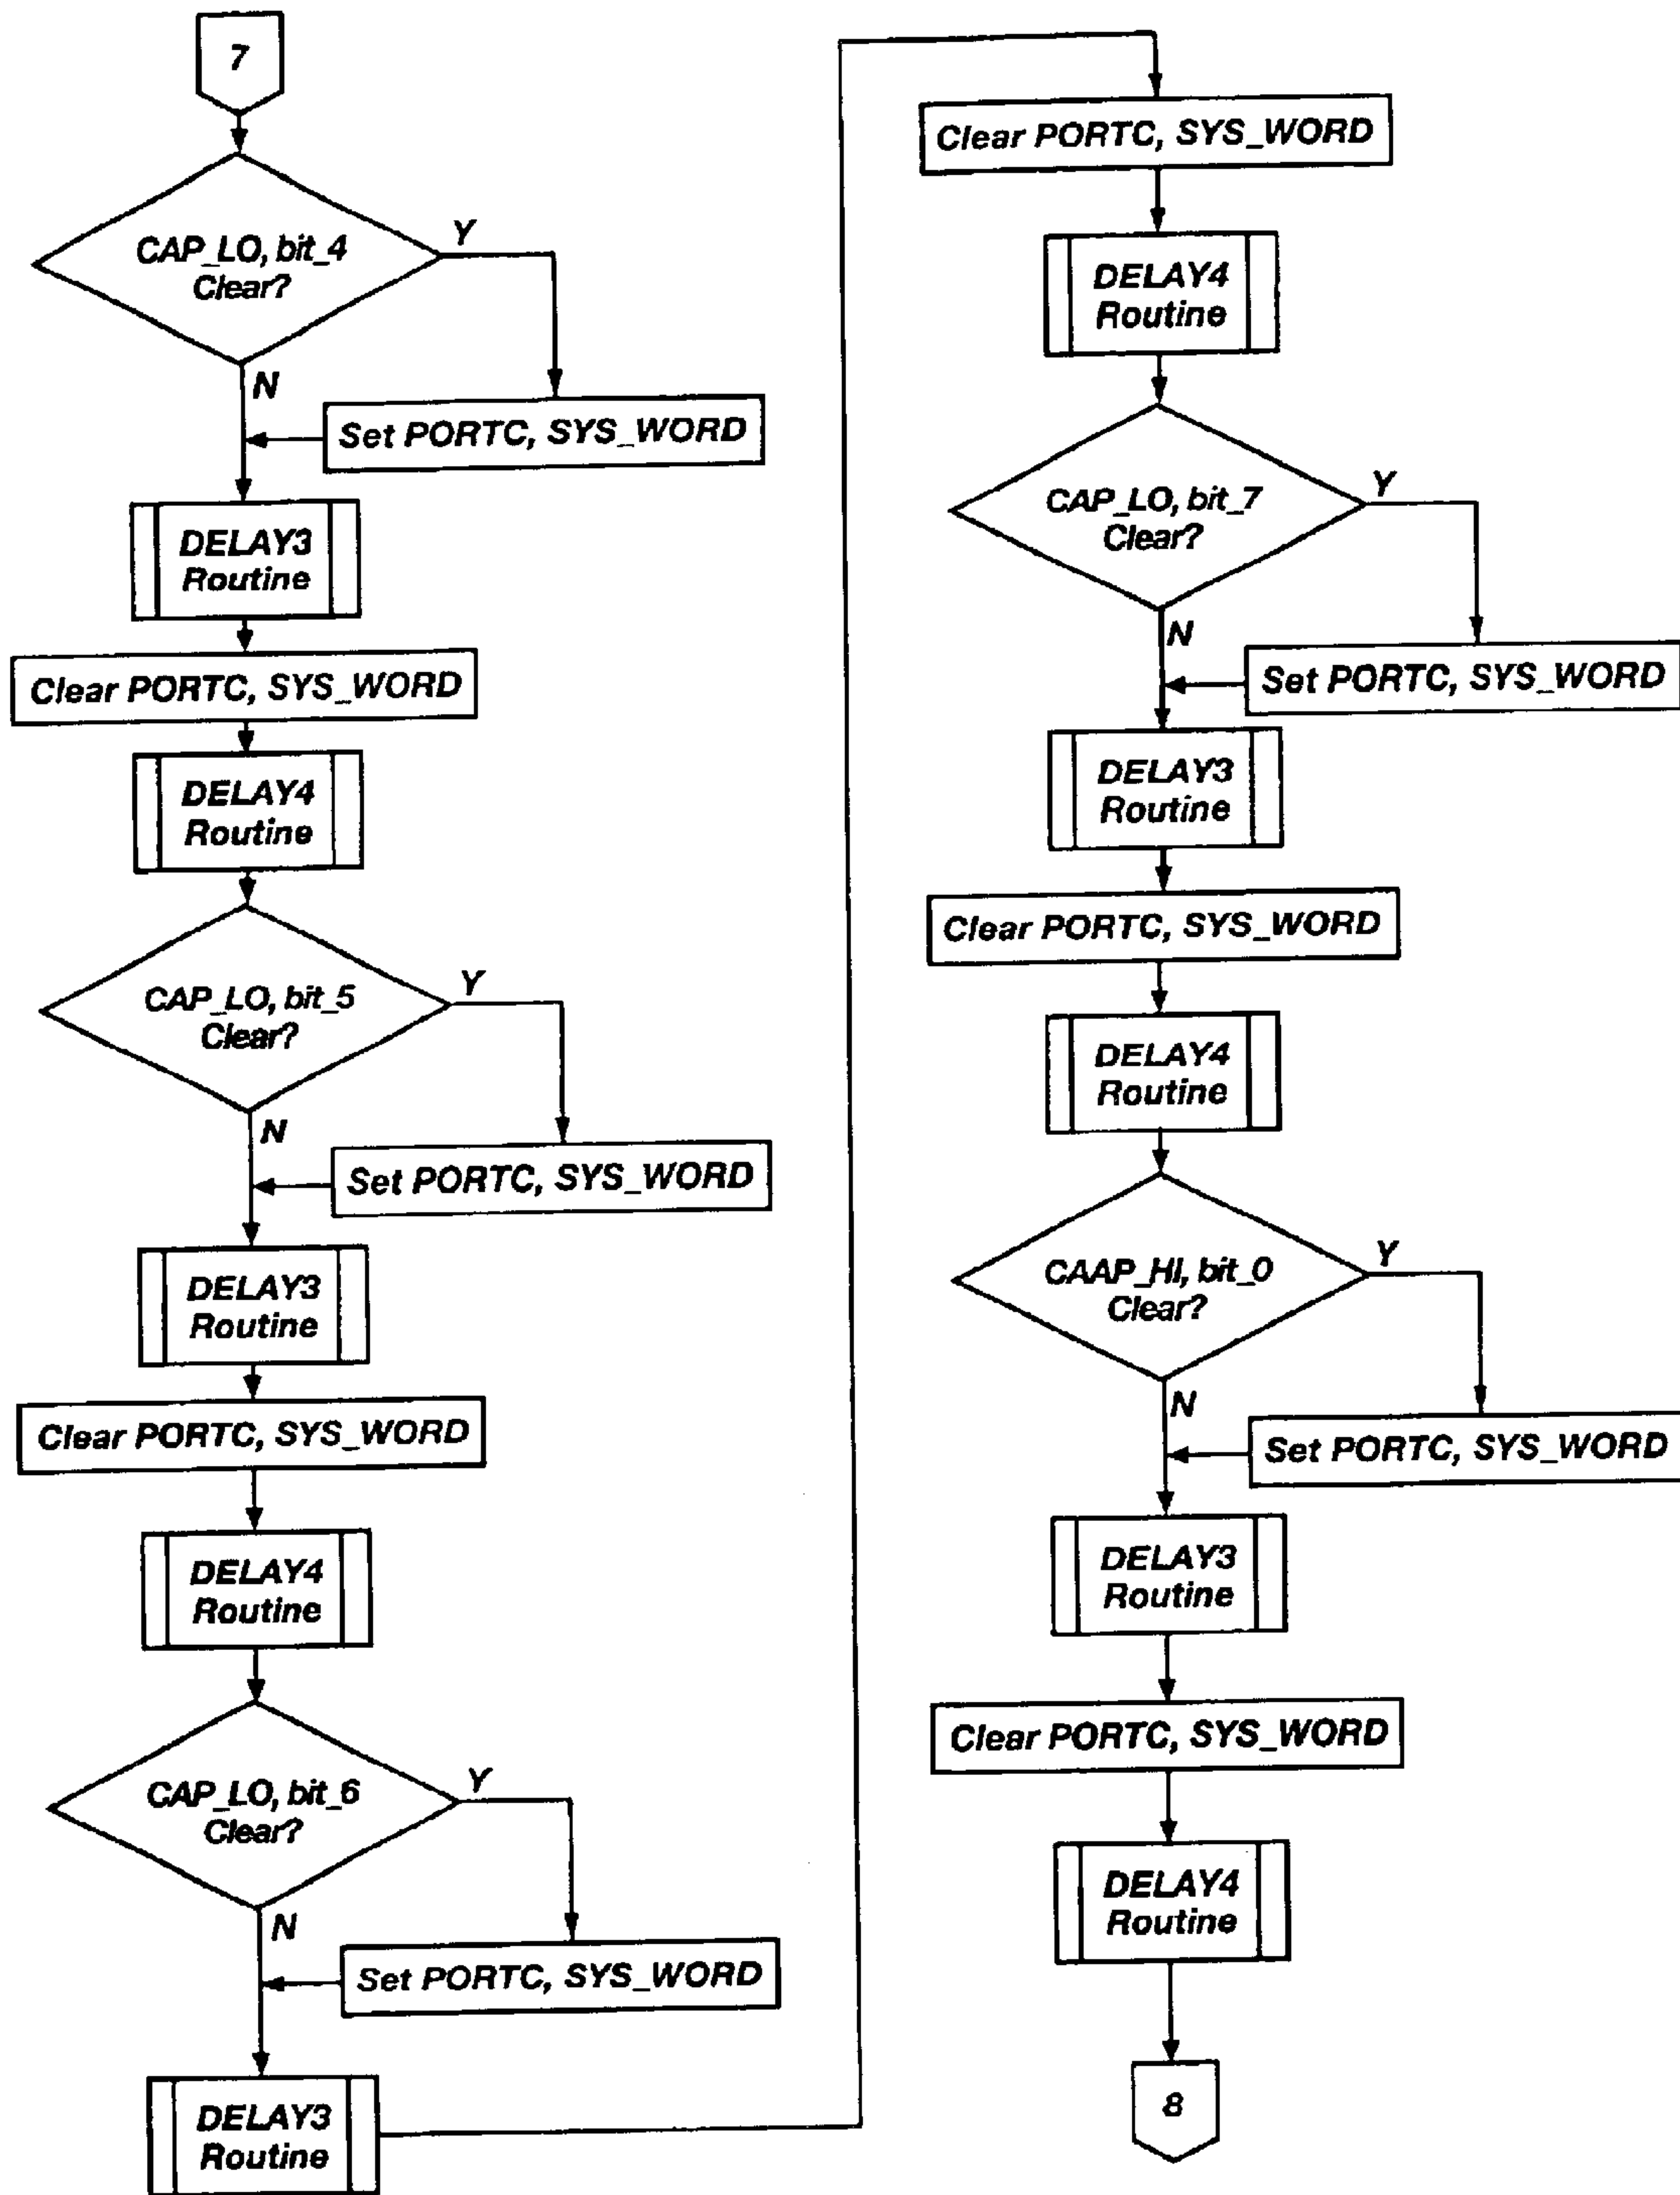 7
CAP_LO, bit_4
Clear?
Y
N
Set PORTC, SYS_WORD
DELAY3
Routine
Clear PORTC, SYS_WORD
DELAY4
Routine
CAP_LO, bit_5
Clear?
Y
N
Set PORTC, SYS_WORD
DELAY3
Routine
Clear PORTC, SYS_WORD
DELAY4
Routine
CAP_LO, bit_6
Clear?
Y
N
Set PORTC, SYS_WORD
DELAY3
Routine
Clear PORTC, SYS_WORD
DELAY4
Routine
CAP_LO, bit_7
Clear?
Y
N
Set PORTC, SYS_WORD
DELAY3
Routine
Clear PORTC, SYS_WORD
DELAY4
Routine
CAAP_HI, bit_0
Clear?
Y
N
Set PORTC, SYS_WORD
DELAY3
Routine
Clear PORTC, SYS_WORD
DELAY4
Routine
8